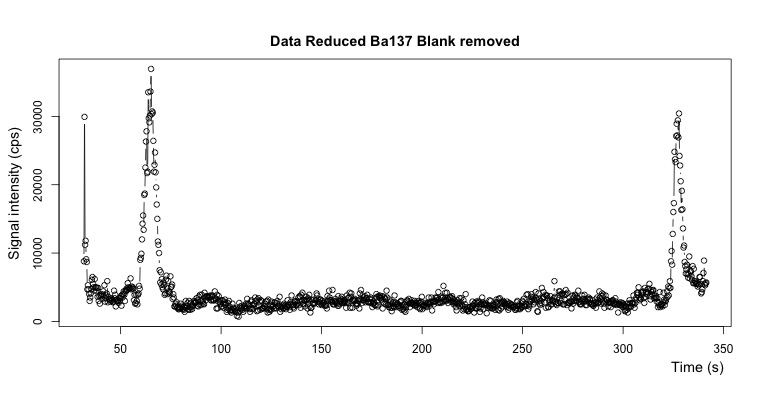 Data Reduced Ba137 Blank removed
Signal intensity (cps)
30000
20000
10000
0
50 100 150 200 250 300 350
Time (s)